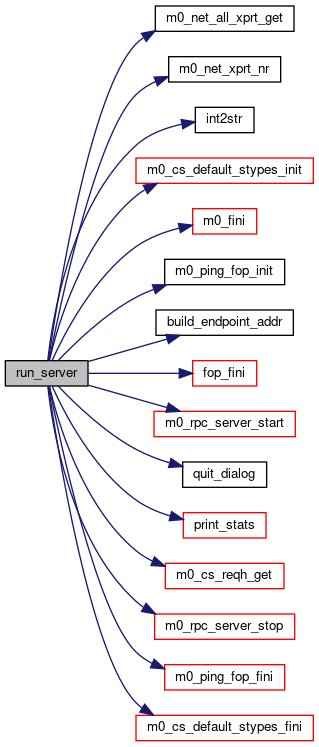 m0_net_all_xprt_get
m0_net_xprt_nr
int2str
m0_cs_default_stypes_init
m0_fini
m0_ping_fop_init
build_endpoint_addr
run_server
fop_fini
m0_rpc_server_start
quit_dialog
print_stats
m0_cs_reqh_get
m0_rpc_server_stop
m0_ping_fop_fini
m0_cs_default_stypes_fini